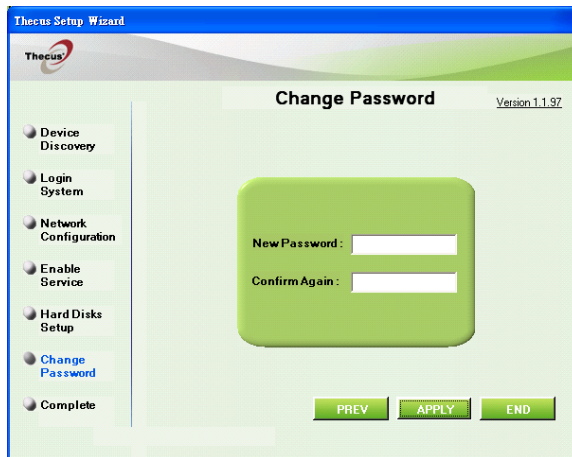 Thecus Setup Wizard
Thecus
Change Password
Version 1.1.97
Device
Discovery
Login
System
Network
Configuration
Enable
Service
Hard Disks
Setup
Change
Password
Complete
New Password :
Confirm Again :
PREV
APPLY
END